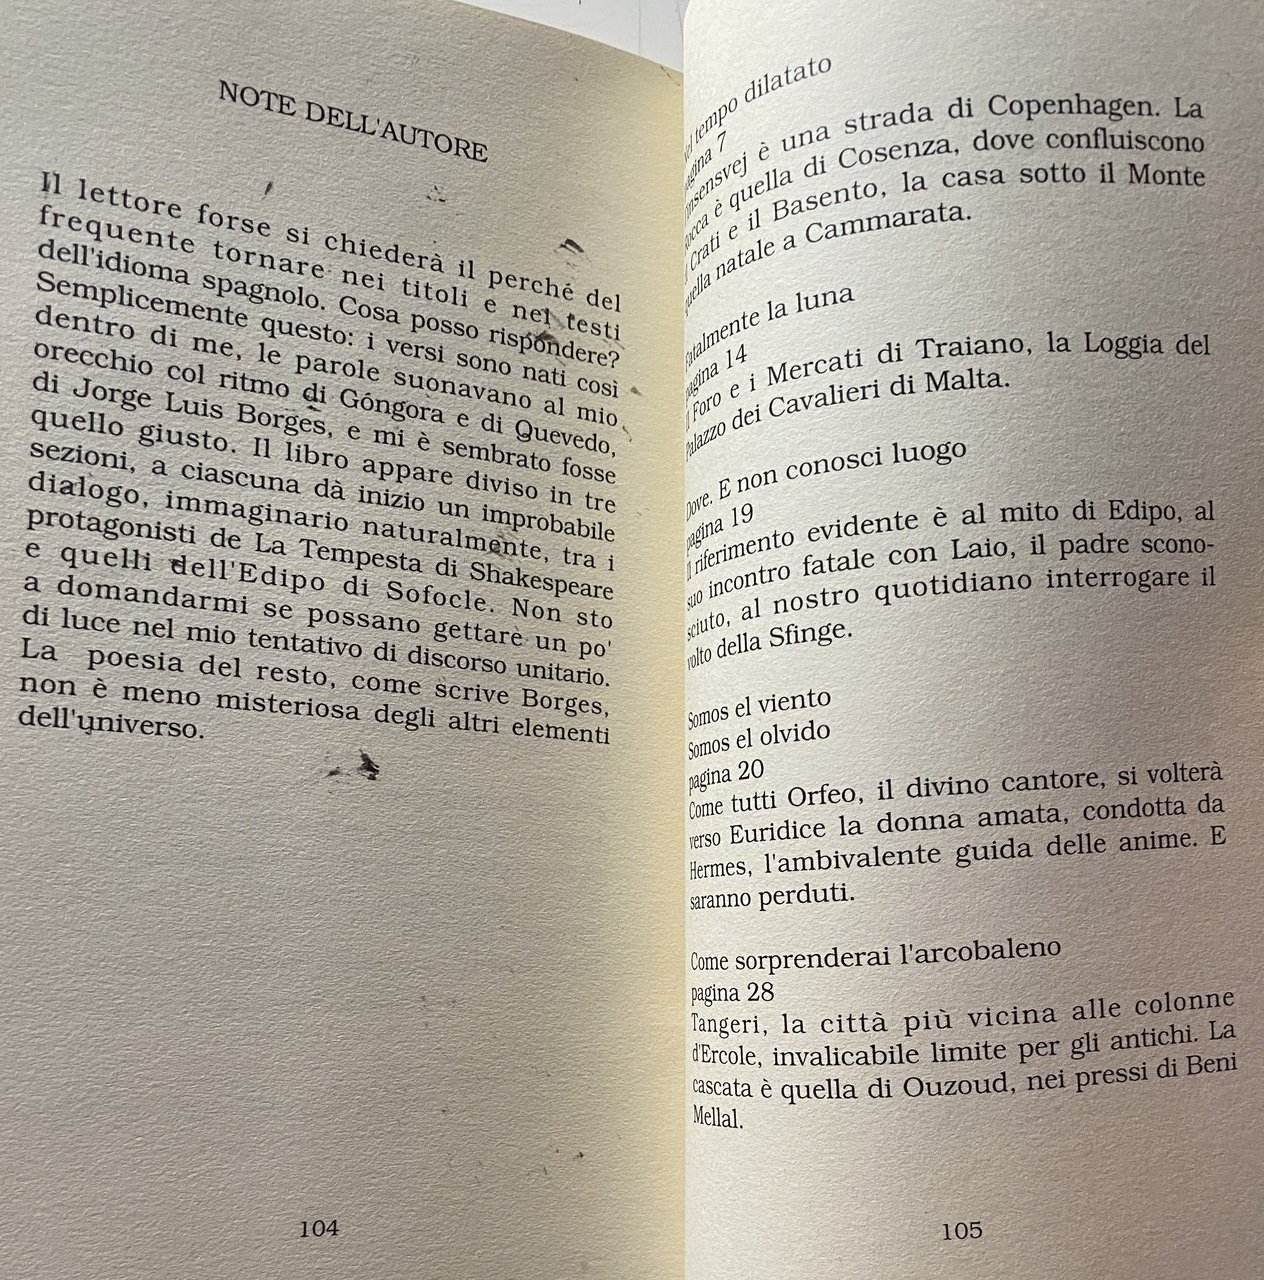 NOTE DELL'AUTORE
Il lettore forse si chiederà il perché del
frequente tornare nei titoli e nei testi
dell'idioma spagnolo. Cosa posso rispondere?
Semplicemente questo: i versi sono nati così
dentro di me, le parole suonavano al mio
orecchio col ritmo di Góngora e di Quevedo,
di Jorge Luis Borges, e mi è sembrato fosse
quello giusto. Il libro appare diviso in tre
sezioni, a ciascuna dà inizio un improbabile
dialogo, immaginario naturalmente, tra i
protagonisti de La Tempesta di Shakespeare
e quelli dell'Edipo di Sofocle. Non sto
a domandarmi se possano gettare un po'
di luce nel mio tentativo di discorso unitario.
La poesia del resto, come scrive Borges,
non è meno misteriosa degli altri elementi
dell'universo.
104
tempo dilatato
pagina 7
è una strada di Copenhagen. La
Rocca è quella di Cosenza, dove confluiscono
il Crati e il Basento, la casa sotto il Monte
quella natale a Cammarata.
Fatalmente la luna
pagina 14
Il Foro e i Mercati di Traiano, la Loggia del
Palazzo dei Cavalieri di Malta.
Dove. E non conosci luogo
pagina 19
Il riferimento evidente è al mito di Edipo, al
suo incontro fatale con Laio, il padre scono-
sciuto, al nostro quotidiano interrogare il
volto della Sfinge.
Somos el viento
Somos el olvido
pagina 20
Come tutti Orfeo, il divino cantore, si volterà
verso Euridice la donna amata, condotta da
Hermes, l'ambivalente guida delle anime. E
saranno perduti.
Come sorprenderai l'arcobaleno
pagina 28
Tangeri, la città più vicina alle colonne
d'Ercole, invalicabile limite per gli antichi. La
cascata è quella di Ouzoud, nei pressi di Beni
Mellal.
105